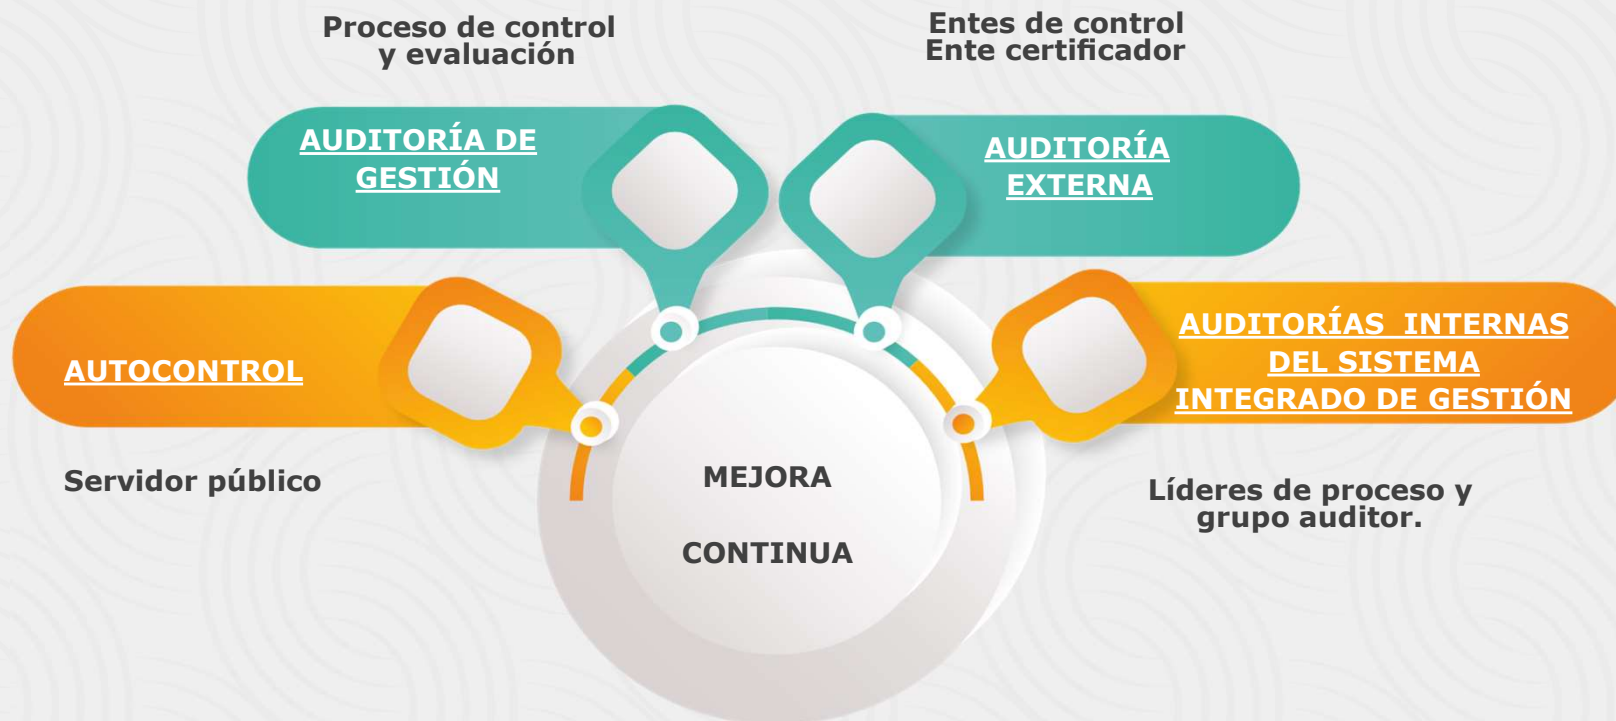 Proceso de control
y evaluación
Entes de control
Ente certificador
AUDITORÍA DE
GESTIÓN
AUDITORÍA
EXTERNA
AUTOCONTROL
Servidor público
AUDITORÍAS  INTERNAS
DEL SISTEMA
INTEGRADO DE GESTIÓN
Líderes de proceso y
grupo auditor.
MEJORA
CONTINUA